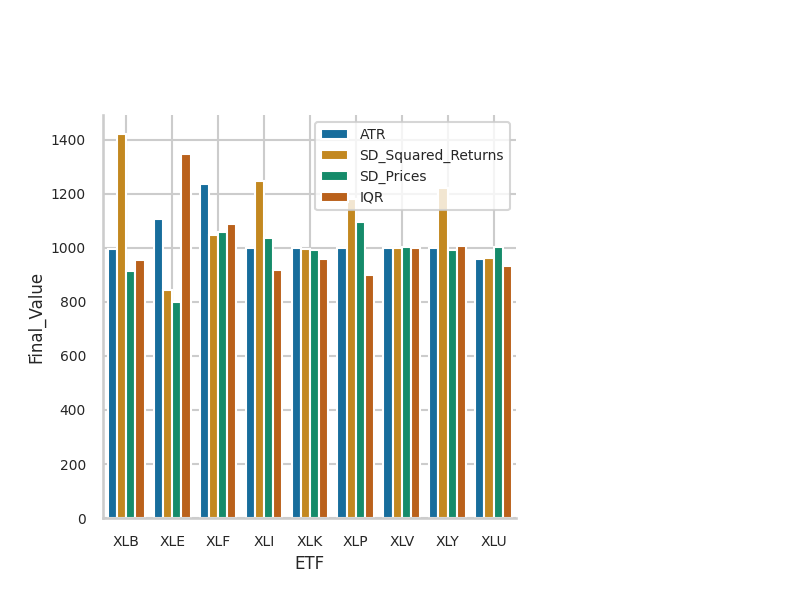 ATR
SD_Squared_Returns
SD_Prices
IQR
1400
1200
1000
800
600
400
200
0
Final_Value
XLB XLE XLF XLI XLK XLP XLV XLY XLU
ETF